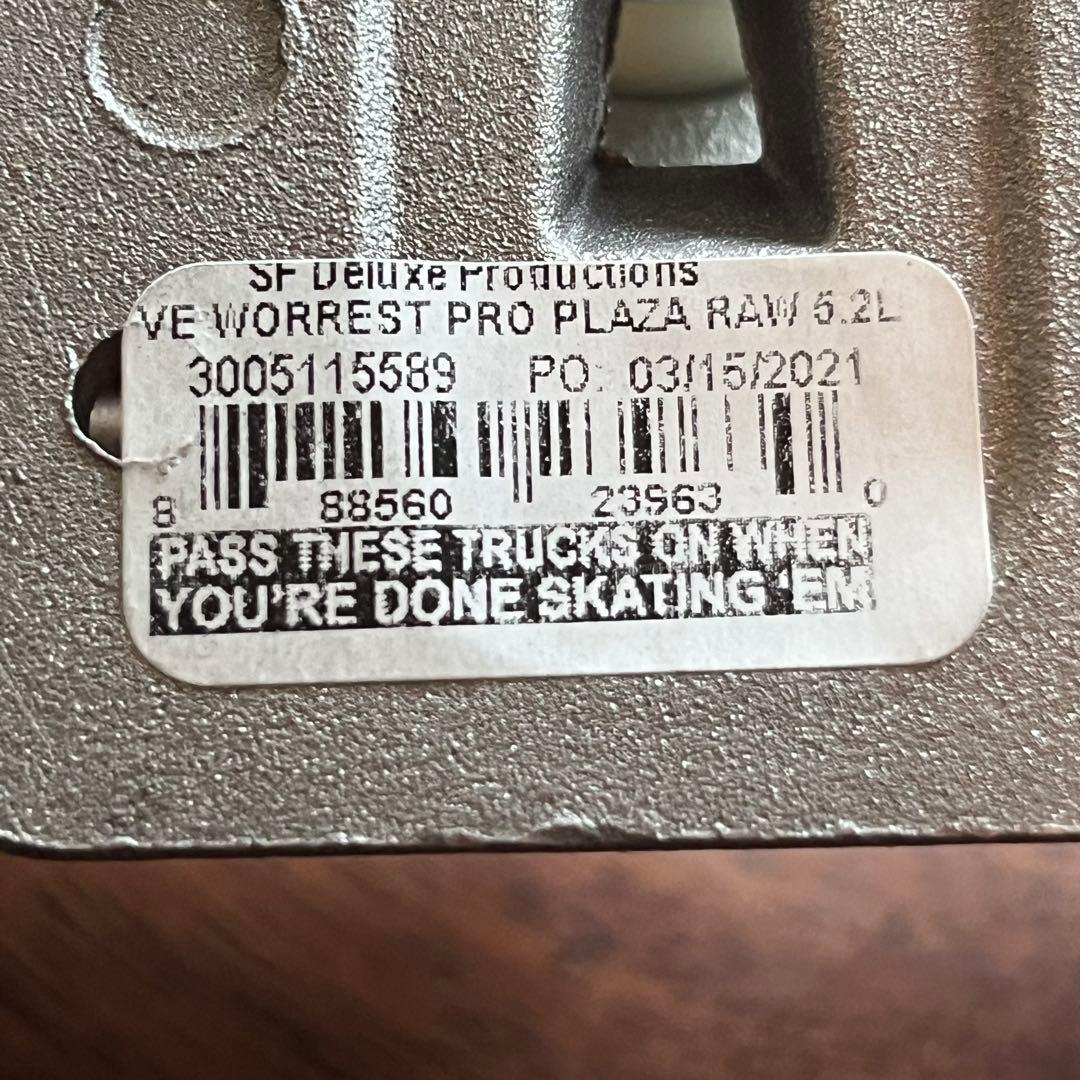 SF Deluxe Productions
VE WORREST PRO PLAZA RAW 5.2L
3005115589 PO: 03/15/2021
8 88560 23963 0
PASS THESE TRUCKS ON WHEN
YOU'RE DONE SKATING 'EM.